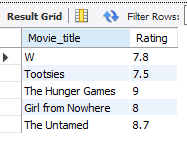 Result Grid Filter Rows:
Movie_title Rating
W 7.8
Tootsies 7.5
The Hunger Games 9
Girl from Nowhere 8
The Untamed 8.7